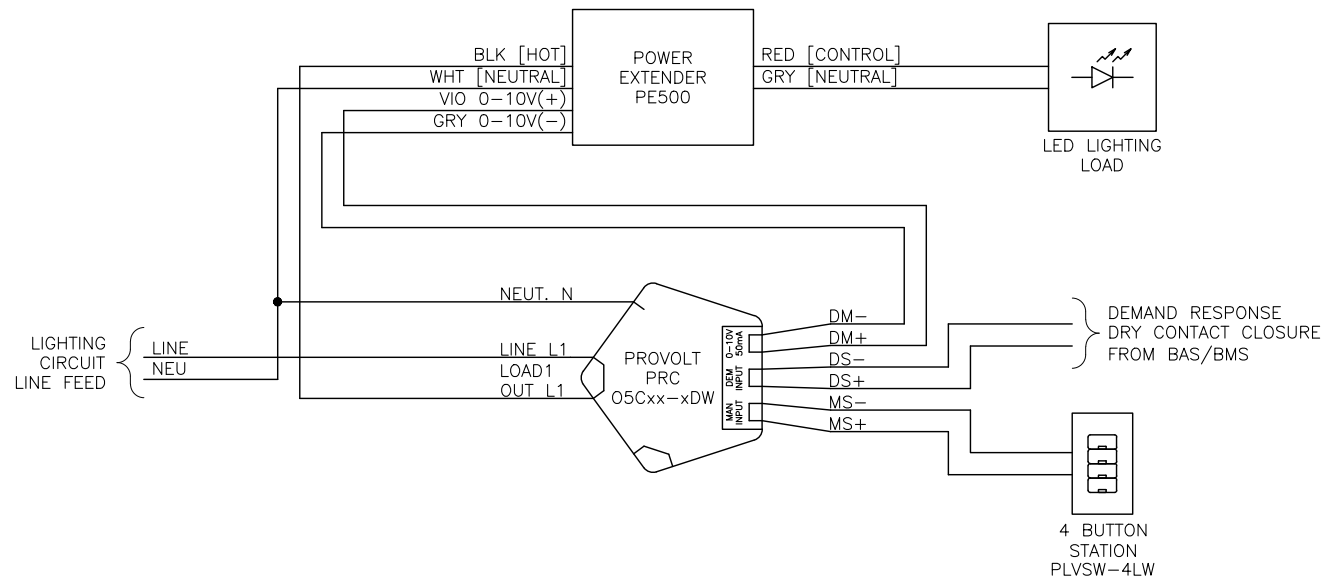 BLK [HOT]
WHT [NEUTRAL]
VIO 0-10V(+)
GRY 0-10V(-)
POWER
EXTENDER
PE500
RED [CONTROL]
GRY [NEUTRAL]
LED LIGHTING
LOAD
NEUT. N
LIGHTING
CIRCUIT
LINE FEED
LINE
NEU
LINE L1
LOAD1
OUT L1
PROVOLT
PRC
O5Cxx-xDW
0-10V
50mA
DEM
INPUT
MAN
INPUT
DM-
DM+
DS-
DS+
MS-
MS+
DEMAND RESPONSE
DRY CONTACT CLOSURE
FROM BAS/BMS
4 BUTTON
STATION
PLVSW-4LW